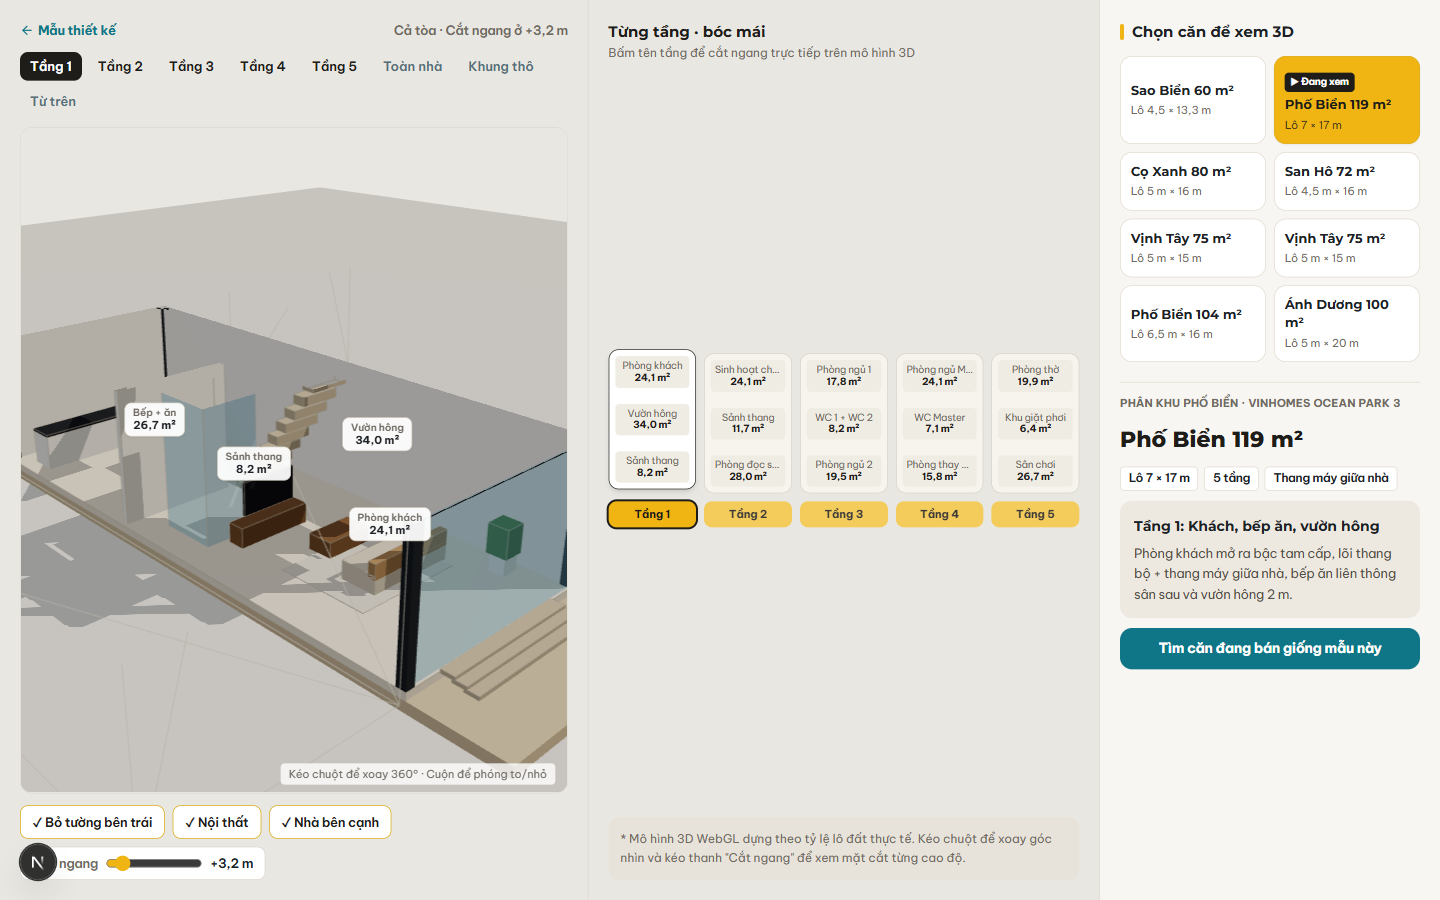 ← Mẫu thiết kế
Cả tòa · Cắt ngang ở +3,2 m
Tầng 1
Tầng 2
Tầng 3
Tầng 4
Tầng 5
Toàn nhà
Khung thô
Từ trên
Bếp + ăn
26,7 m²
Vườn hông
34,0 m²
Sảnh thang
8,2 m²
Phòng khách
24,1 m²
Kéo chuột để xoay 360° · Cuộn để phóng to/nhỏ
✓ Bỏ tường bên trái
✓ Nội thất
✓ Nhà bên cạnh
N
ngang
+3,2 m
Từng tầng · bóc mái
Bấm tên tầng để cắt ngang trực tiếp trên mô hình 3D
Phòng khách
24,1 m²
Vườn hông
34,0 m²
Sảnh thang
8,2 m²
Tầng 1
Sinh hoạt ch...
24,1 m²
Sảnh thang
11,7 m²
Phòng đọc s...
28,0 m²
Tầng 2
Phòng ngủ 1
17,8 m²
WC 1 + WC 2
8,2 m²
Phòng ngủ 2
19,5 m²
Tầng 3
Phòng ngủ M...
24,1 m²
WC Master
7,1 m²
Phòng thay ...
15,8 m²
Tầng 4
Phòng thờ
19,9 m²
Khu giặt phơi
6,4 m²
Sân chơi
26,7 m²
Tầng 5
* Mô hình 3D WebGL dựng theo tỷ lệ lô đất thực tế. Kéo chuột để xoay góc
nhìn và kéo thanh "Cắt ngang" để xem mặt cắt từng cao độ.
Chọn căn để xem 3D
Sao Biển 60 m²
Lô 4,5 × 13,3 m
▶ Đang xem
Phố Biển 119 m²
Lô 7 × 17 m
Cọ Xanh 80 m²
Lô 5 m × 16 m
San Hô 72 m²
Lô 4,5 m × 16 m
Vịnh Tây 75 m²
Lô 5 m × 15 m
Vịnh Tây 75 m²
Lô 5 m × 15 m
Phố Biển 104 m²
Lô 6,5 m × 16 m
Ánh Dương 100
m²
Lô 5 m × 20 m
PHÂN KHU PHỐ BIỂN · VINHOMES OCEAN PARK 3
Phố Biển 119 m²
Lô 7 × 17 m
5 tầng
Thang máy giữa nhà
Tầng 1: Khách, bếp ăn, vườn hông
Phòng khách mở ra bậc tam cấp, lõi thang
bộ + thang máy giữa nhà, bếp ăn liên thông
sân sau và vườn hông 2 m.
Tìm căn đang bán giống mẫu này